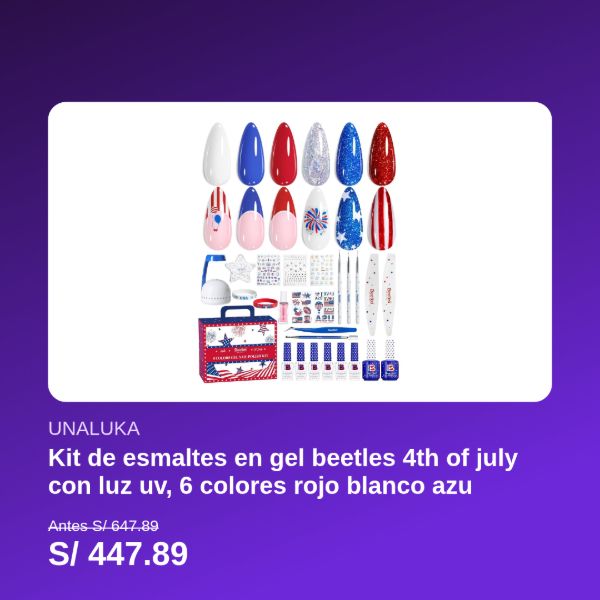 UNALUKA
Kit de esmaltes en gel beetles 4th of july
con luz uv, 6 colores rojo blanco azu
Antes S/ 647.89
S/ 447.89